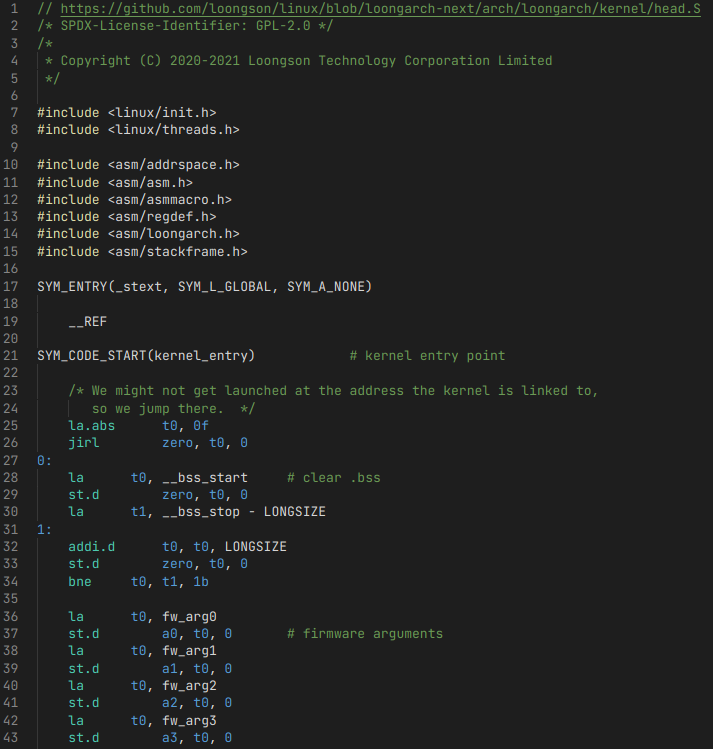 1 // https://github.com/loongson/linux/blob/loongarch-next/arch/loongarch/kernel/head.S
2 /* SPDX-License-Identifier: GPL-2.0 */
3 /*
4  * Copyright (C) 2020-2021 Loongson Technology Corporation Limited
5  */
6
7 #include <linux/init.h>
8 #include <linux/threads.h>
9
10 #include <asm/addrspace.h>
11 #include <asm/asm.h>
12 #include <asm/asmmacro.h>
13 #include <asm/regdef.h>
14 #include <asm/loongarch.h>
15 #include <asm/stackframe.h>
16
17 SYM_ENTRY(_stext, SYM_L_GLOBAL, SYM_A_NONE)
18
19     __REF
20
21 SYM_CODE_START(kernel_entry)            # kernel entry point
22
23     /* We might not get launched at the address the kernel is linked to,
24        so we jump there.  */
25     la.abs      t0, 0f
26     jirl        zero, t0, 0
27 0:
28     la      t0, __bss_start     # clear .bss
29     st.d        zero, t0, 0
30     la      t1, __bss_stop - LONGSIZE
31 1:
32     addi.d      t0, t0, LONGSIZE
33     st.d        zero, t0, 0
34     bne     t0, t1, 1b
35
36     la      t0, fw_arg0
37     st.d        a0, t0, 0       # firmware arguments
38     la      t0, fw_arg1
39     st.d        a1, t0, 0
40     la      t0, fw_arg2
41     st.d        a2, t0, 0
42     la      t0, fw_arg3
43     st.d        a3, t0, 0